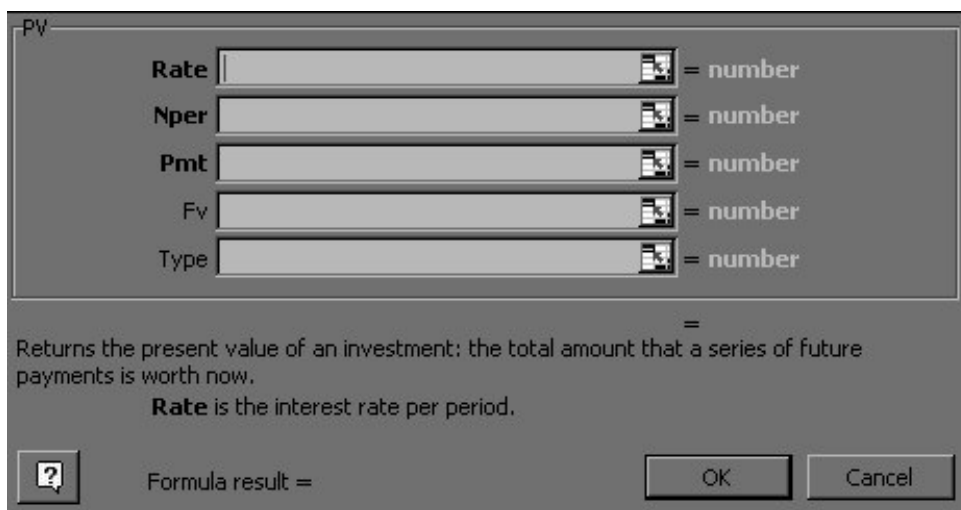 PV
Rate = number
Nper = number
Pmt = number
Fv = number
Type = number
=
Returns the present value of an investment: the total amount that a series of future
payments is worth now.
Rate is the interest rate per period.
?
Formula result =
OK
Cancel